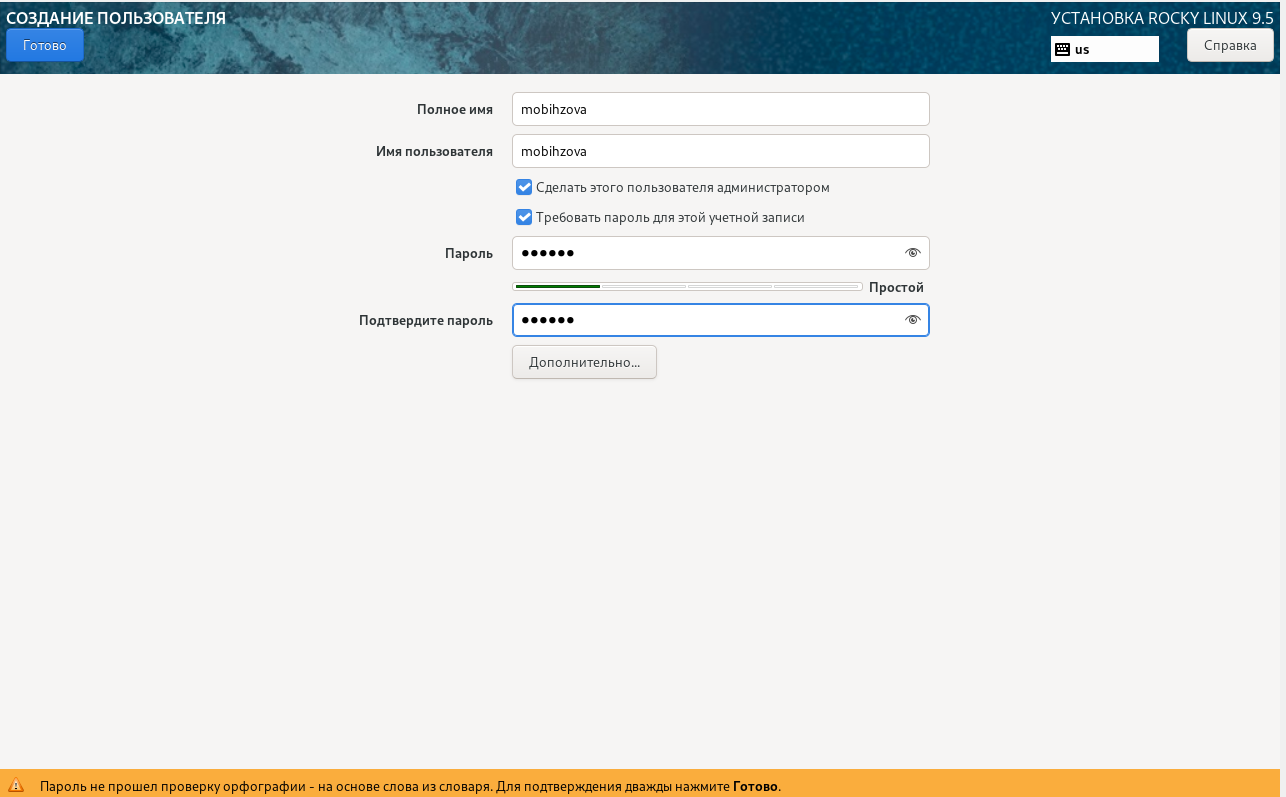 СОЗДАНИЕ ПОЛЬЗОВАТЕЛЯ
УСТАНОВКА ROCKY LINUX 9.5
Готово
us
Справка
Полное имя
mobihzova
Имя пользователя
mobihzova
Сделать этого пользователя администратором
Требовать пароль для этой учетной записи
Пароль
●●●●●●
Простой
Подтвердите пароль
●●●●●●
Дополнительно...
Пароль не прошел проверку орфографии - на основе слова из словаря. Для подтверждения дважды нажмите Готово.